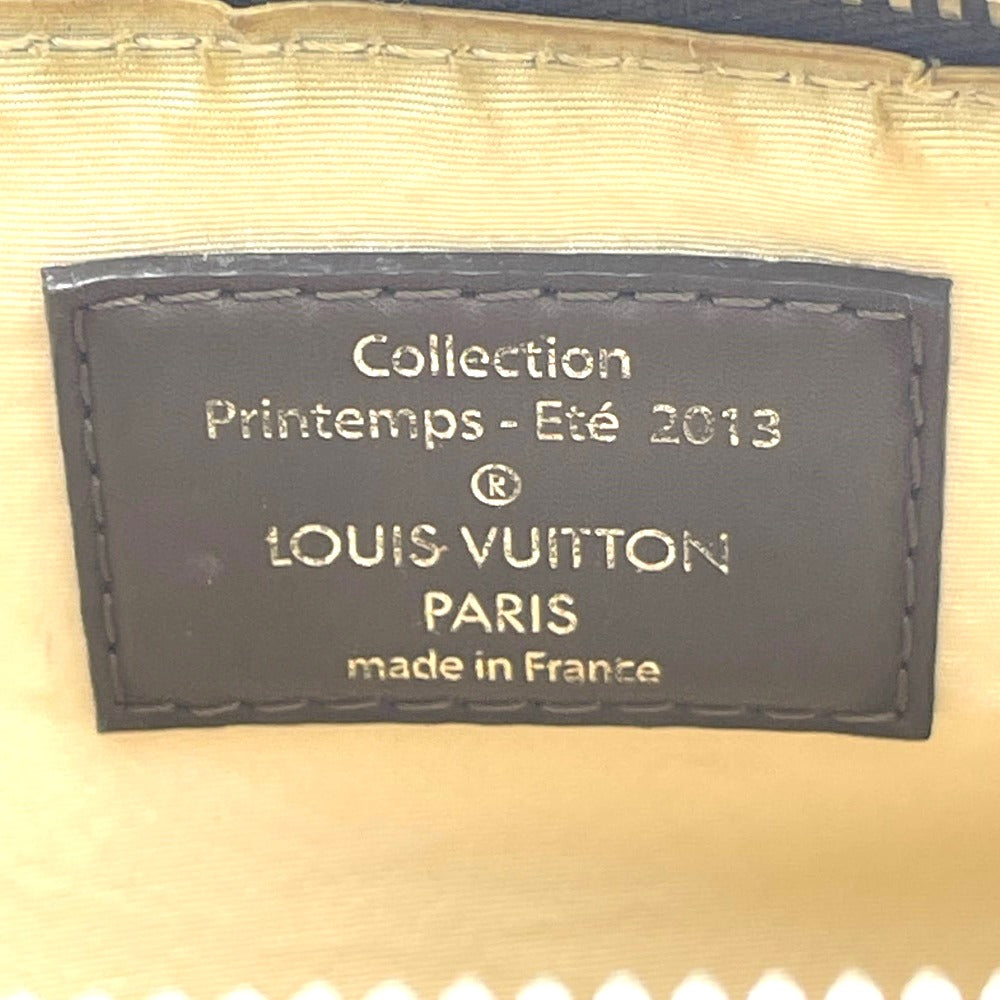 Collection
Printemps - Eté 2013
®
LOUIS VUITTON
PARIS
made in France